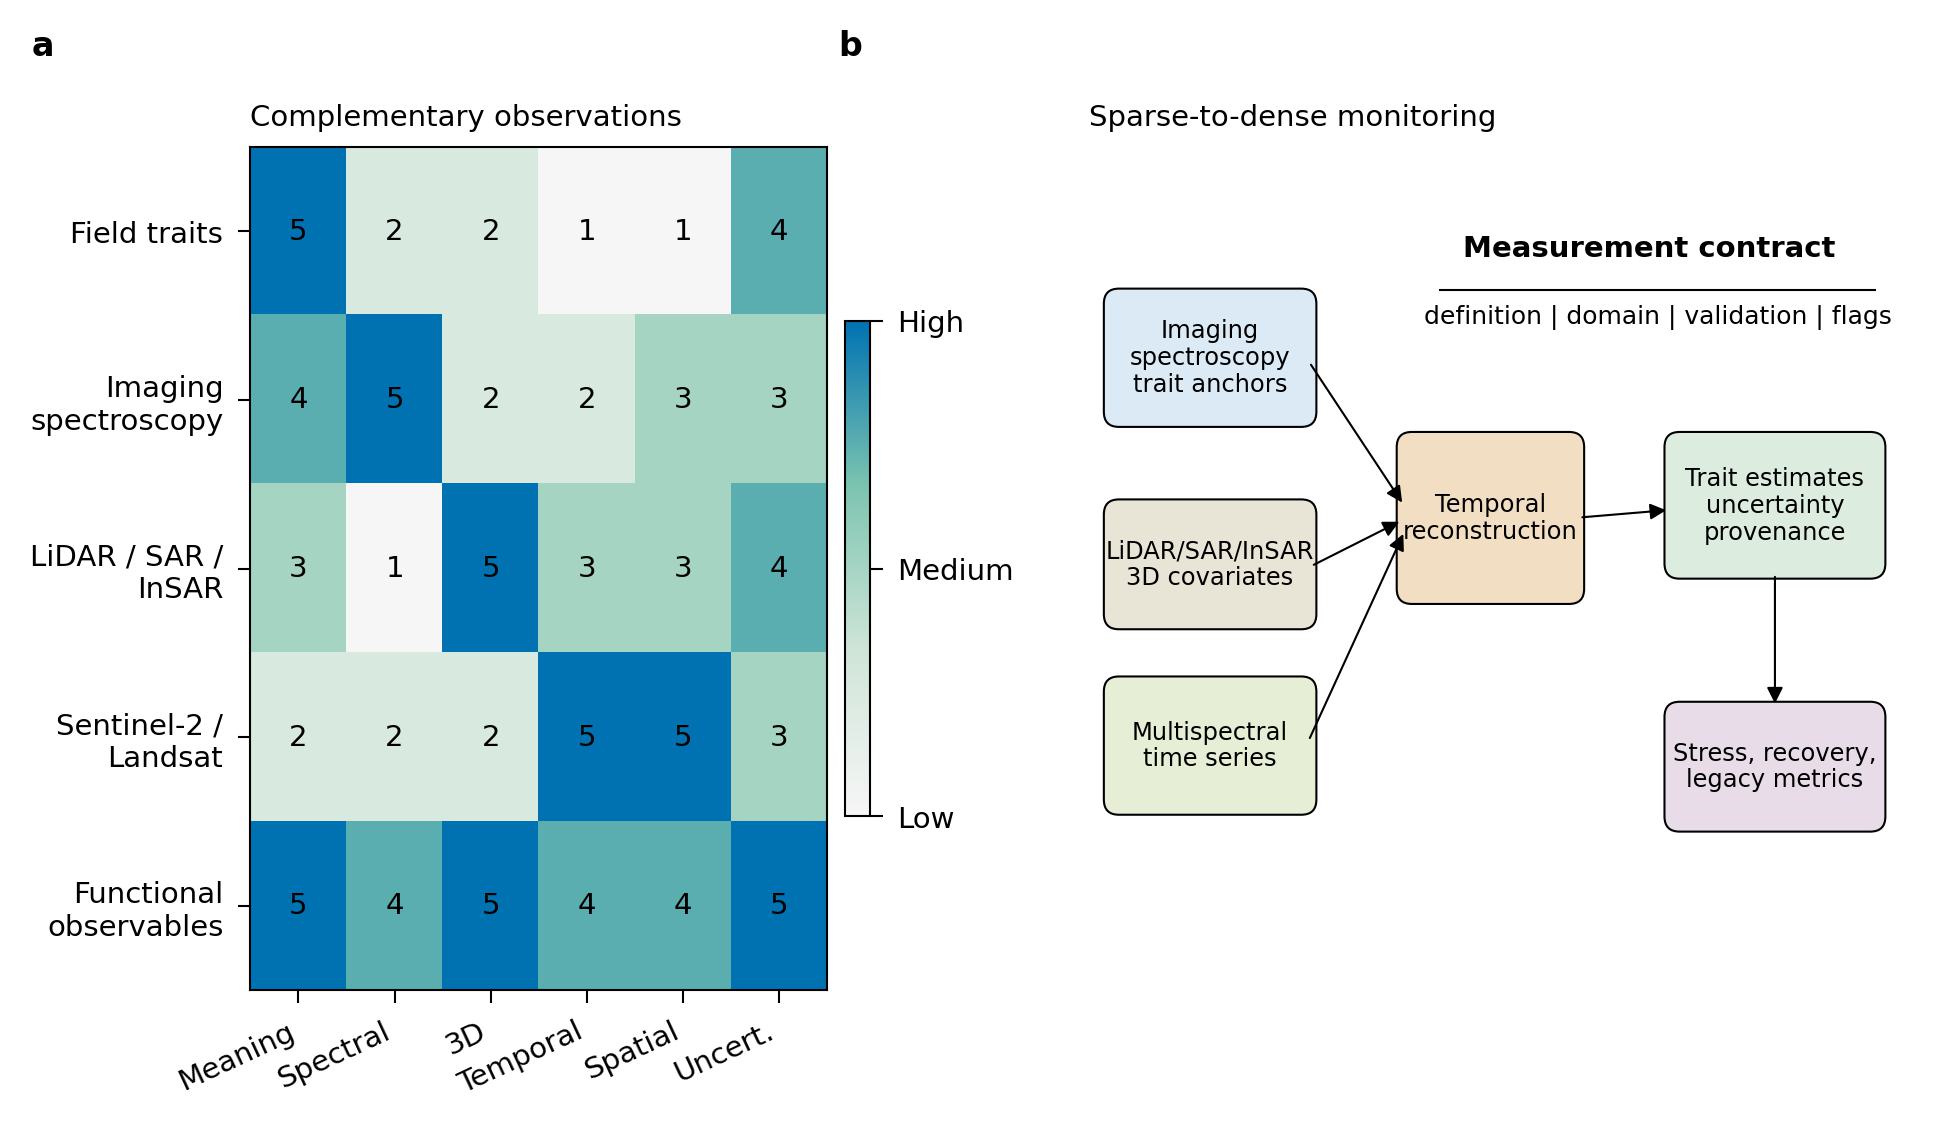 a
Complementary observations
Field traits
5 2 2 1 1 4
Imaging
spectroscopy
4 5 2 2 3 3
LiDAR / SAR /
InSAR
3 1 5 3 3 4
Sentinel-2 /
Landsat
2 2 2 5 5 3
Functional
observables
5 4 5 4 4 5
Meaning
Spectral
3D
Temporal
Spatial
Uncert.
High
Medium
Low
b
Sparse-to-dense monitoring
Measurement contract
definition | domain | validation | flags
Imaging
spectroscopy
trait anchors
LiDAR/SAR/InSAR
3D covariates
Multispectral
time series
Temporal
reconstruction
Trait estimates
uncertainty
provenance
Stress, recovery,
legacy metrics